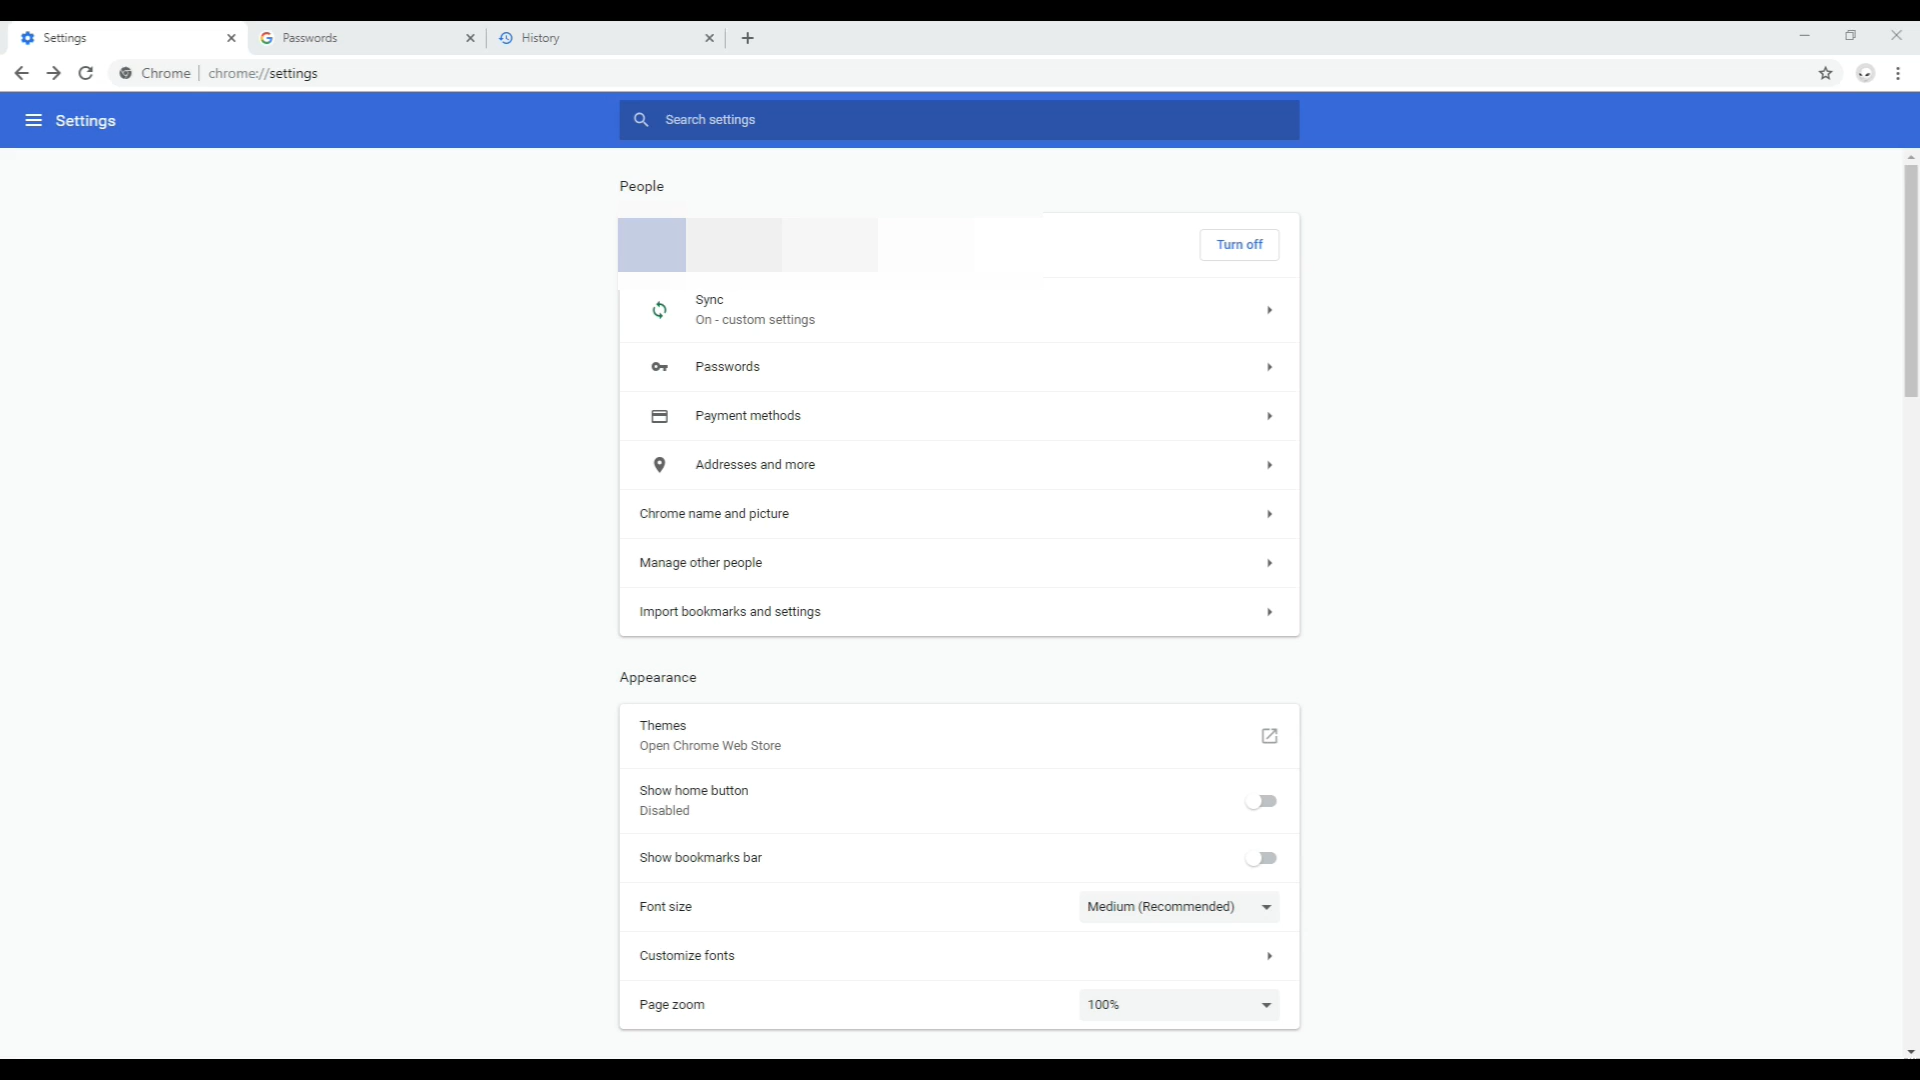 Settings
Passwords
History
Chrome
chrome://settings
Settings
Search settings
People
Turn off
Sync
On - custom settings
Passwords
Payment methods
Addresses and more
Chrome name and picture
Manage other people
Import bookmarks and settings
Appearance
Themes
Open Chrome Web Store
Show home button
Disabled
Show bookmarks bar
Font size
Medium (Recommended)
Customize fonts
Page zoom
100%